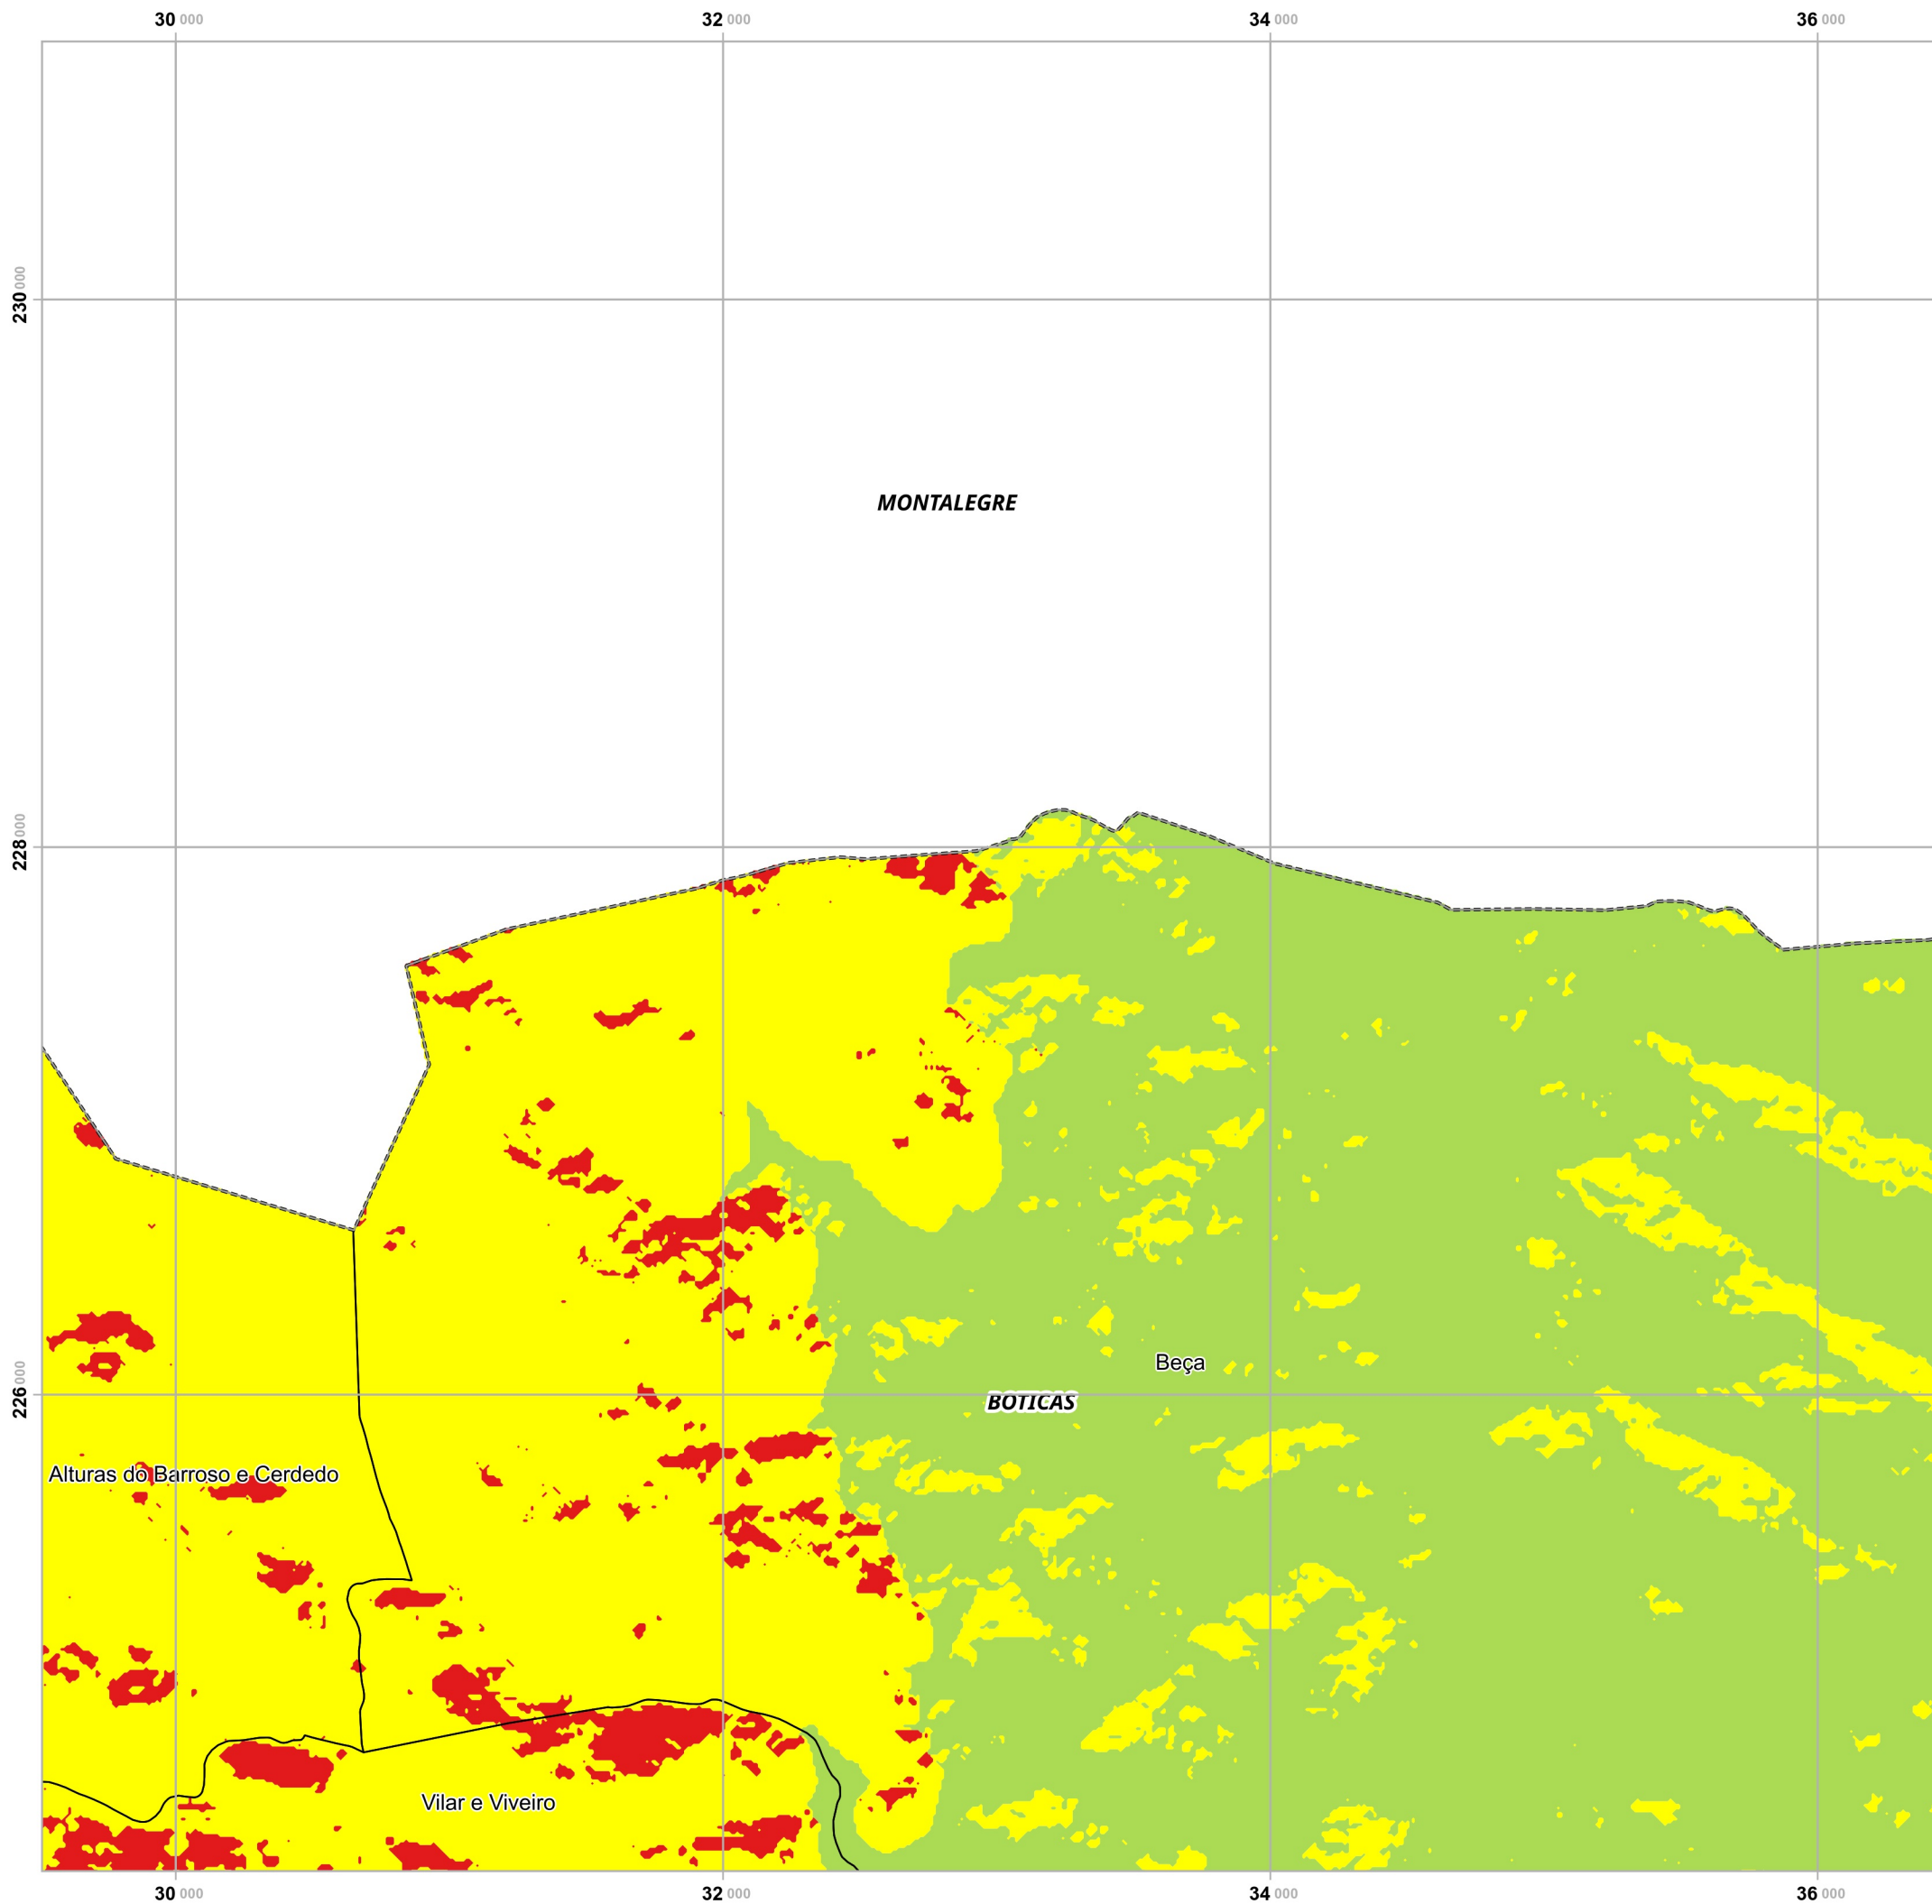 30 000 32 000 34 000 36 000
230 000
MONTALEGRE
228 000
Beça
226 000
BOTICAS
Alturas do Barroso e Cerdedo
Vilar e Viveiro
30 000 32 000 34 000 36 000